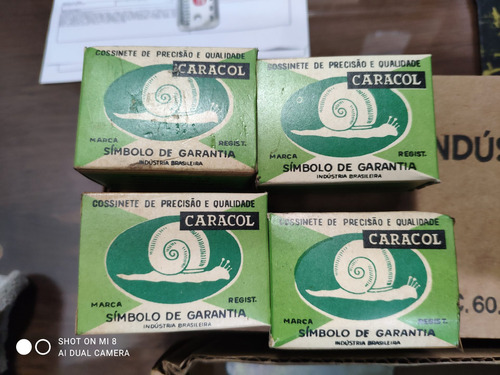 COSSINETE DE PRECISÃO E QUALIDADE
CARACOL
MARCA REGIST.
SÍMBOLO DE GARANTIA
INDÚSTRIA BRASILEIRA
COSSINETE DE PRECISÃO E QUALIDADE
CARACOL
MARCA REGIST.
SÍMBOLO DE GARANTIA
INDÚSTRIA BRASILEIRA
COSSINETE DE PRECISÃO E QUALIDADE
CARACOL
MARCA REGIST.
SÍMBOLO DE GARANTIA
INDÚSTRIA BRASILEIRA
COSSINETE DE PRECISÃO E QUALIDADE
CARACOL
MARCA REGIST.
SÍMBOLO DE GARANTIA
INDÚSTRIA BRASILEIRA
NDÚS
60.
SHOT ON MI 8
AI DUAL CAMERA